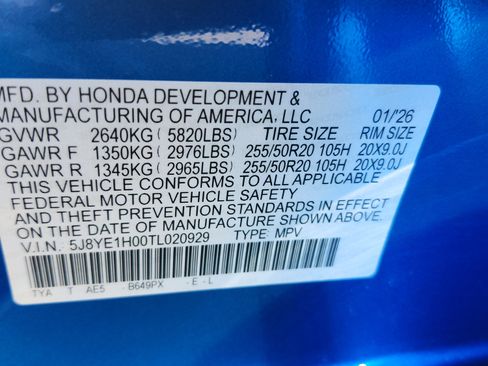 MFD. BY HONDA DEVELOPMENT &
MANUFACTURING OF AMERICA, LLC 01/'26
GVWR 2640KG (5820LBS) TIRE SIZE RIM SIZE
GAWR F 1350KG (2976LBS) 255/50R20 105H 20X9.0J
GAWR R 1345KG (2965LBS) 255/50R20 105H 20X9.0J
THIS VEHICLE CONFORMS TO ALL APPLICABLE
FEDERAL MOTOR VEHICLE SAFETY
AND THEFT PREVENTION STANDARDS IN EFFECT
ON THE DATE OF MANUFACTURE SHOWN ABOVE.
V.I.N. 5J8YE1H00TL020929 TYPE: MPV
TYA T AE5 - B649PX - E - L